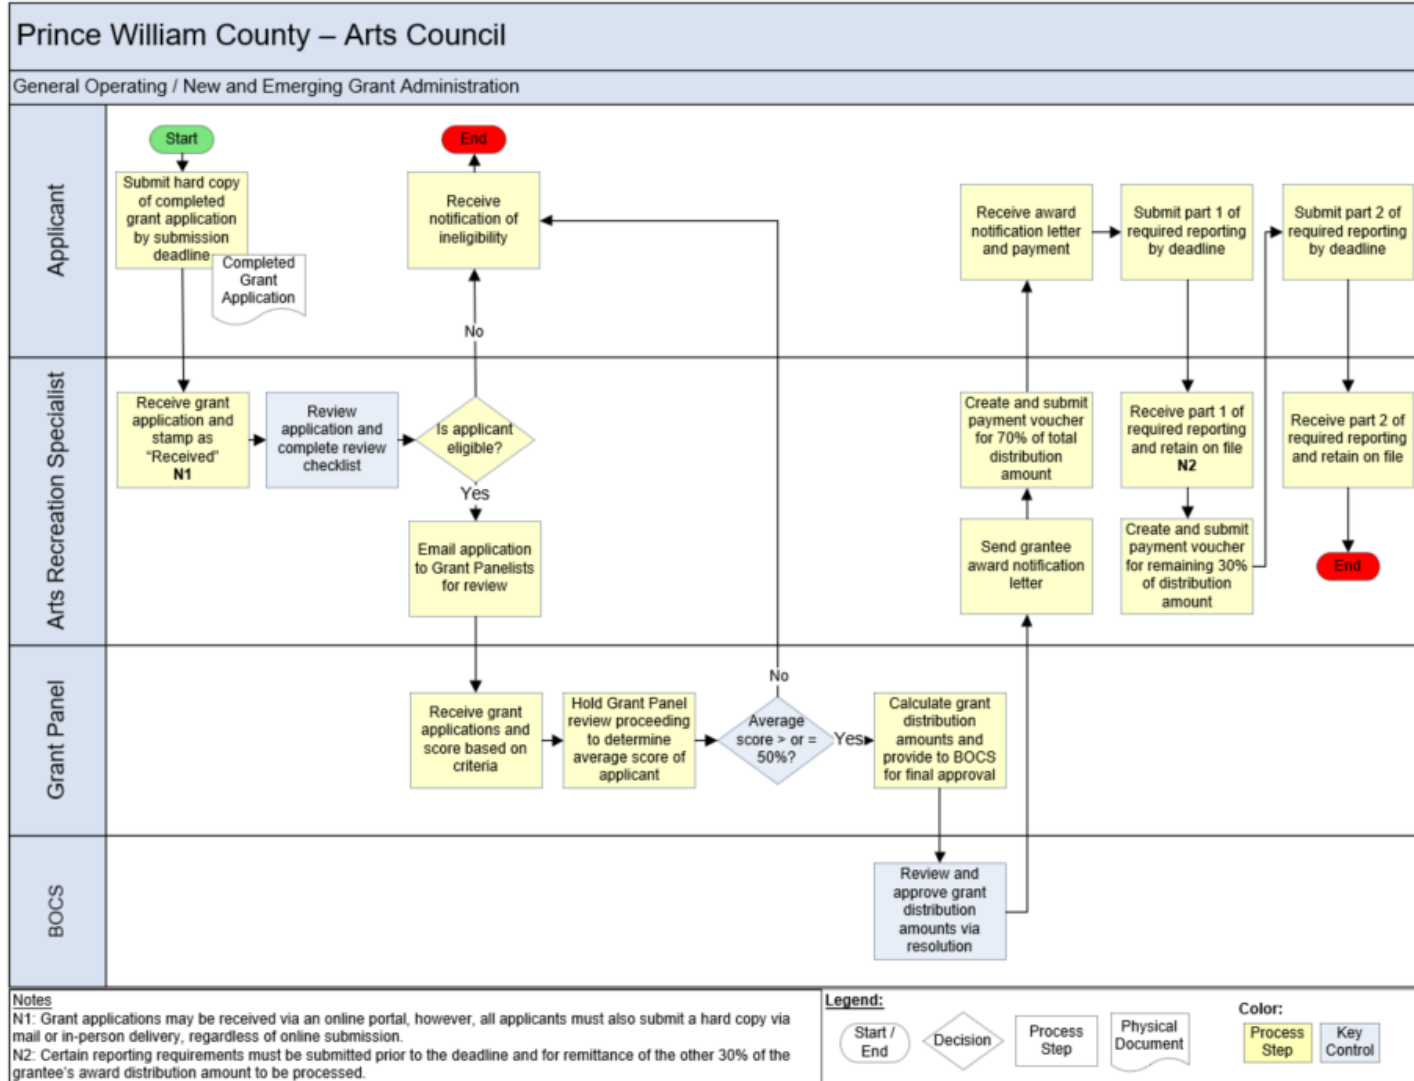 Prince William County – Arts Council
General Operating / New and Emerging Grant Administration
Applicant
Start
Submit hard copy
of completed
grant application
by submission
deadline
Completed
Grant
Application
End
Receive
notification of
ineligibility
No
Receive award
notification letter
and payment
Submit part 1 of
required reporting
by deadline
Submit part 2 of
required reporting
by deadline
Arts Recreation Specialist
Receive grant
application and
stamp as
“Received”
N1
Review
application and
complete review
checklist
Is applicant
eligible?
Yes
Email application
to Grant Panelists
for review
Create and submit
payment voucher
for 70% of total
distribution
amount
Send grantee
award notification
letter
Receive part 1 of
required reporting
and retain on file
N2
Create and submit
payment voucher
for remaining 30%
of distribution
amount
Receive part 2 of
required reporting
and retain on file
End
Grant Panel
Receive grant
applications and
score based on
criteria
Hold Grant Panel
review proceeding
to determine
average score of
applicant
No
Average
score > or =
50%?
Yes
Calculate grant
distribution
amounts and
provide to BOCS
for final approval
BOCS
Review and
approve grant
distribution
amounts via
resolution
Notes
N1: Grant applications may be received via an online portal, however, all applicants must also submit a hard copy via
mail or in-person delivery, regardless of online submission.
N2: Certain reporting requirements must be submitted prior to the deadline and for remittance of the other 30% of the
grantee's award distribution amount to be processed.
Legend:
Start /
End
Decision
Process
Step
Physical
Document
Color:
Process
Step
Key
Control